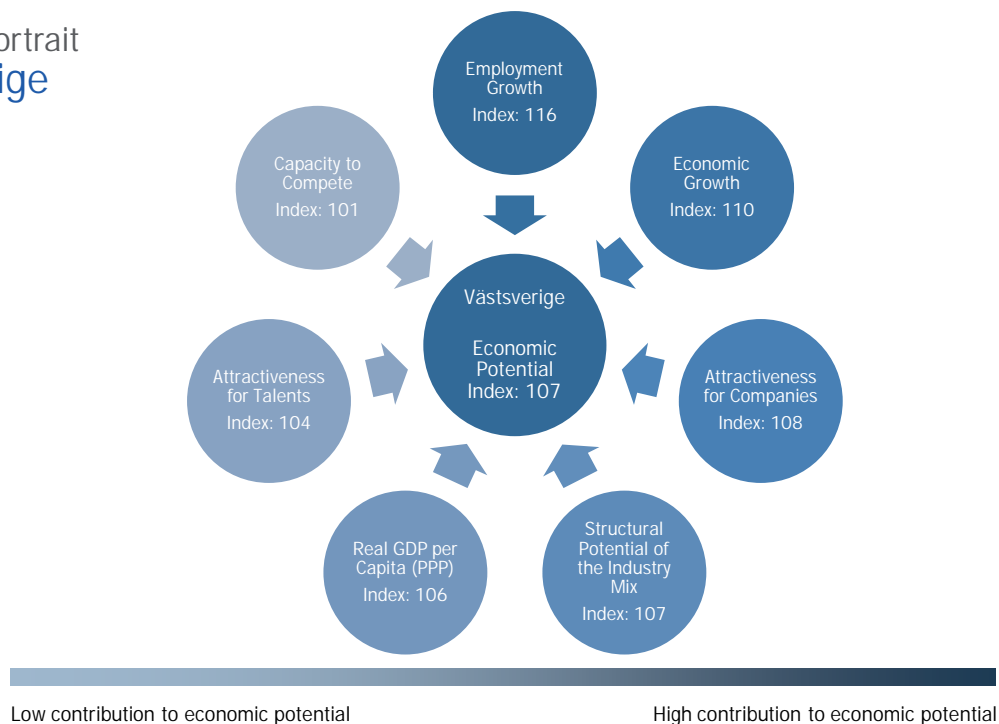 ortrait
ige
Employment
Growth
Index: 116
Capacity to
Compete
Index: 101
Economic
Growth
Index: 110
Västsverige
Economic
Potential
Index: 107
Attractiveness
for Talents
Index: 104
Attractiveness
for Companies
Index: 108
Real GDP per
Capita (PPP)
Index: 106
Structural
Potential of
the Industry
Mix
Index: 107
Low contribution to economic potential
High contribution to economic potential